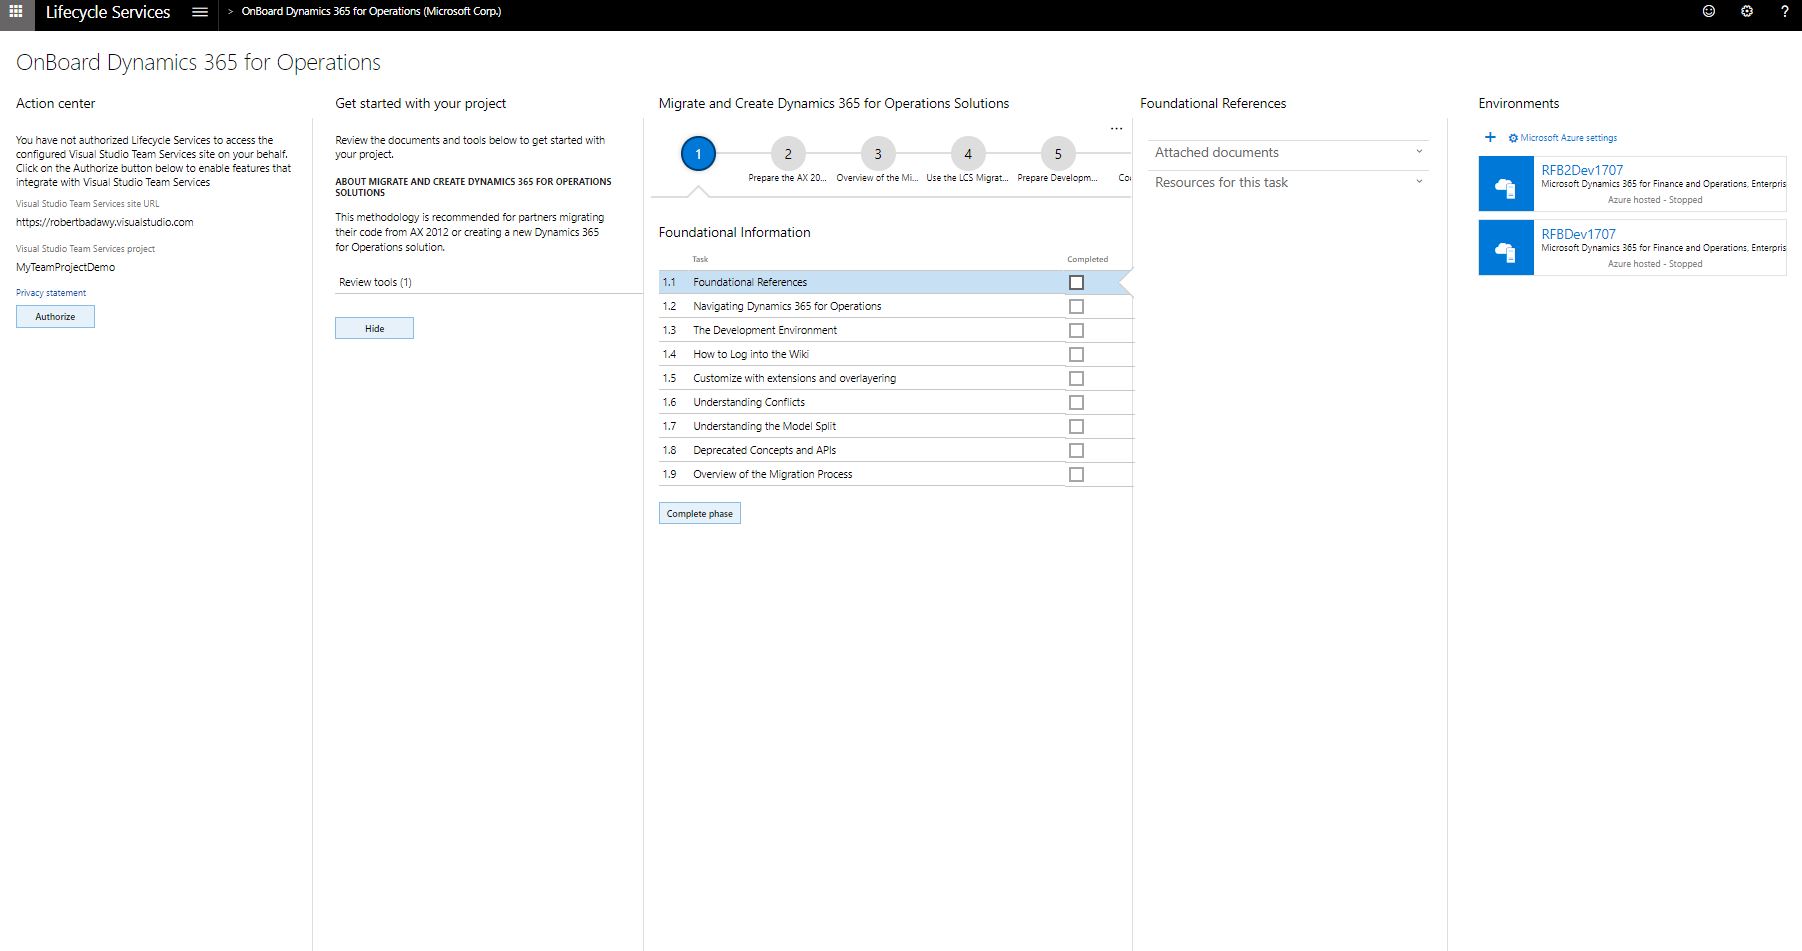 Lifecycle Services
> OnBoard Dynamics 365 for Operations (Microsoft Corp.)
?
OnBoard Dynamics 365 for Operations
Action center
You have not authorized Lifecycle Services to access the
configured Visual Studio Team Services site on your behalf.
Click on the Authorize button below to enable features that
integrate with Visual Studio Team Services
Visual Studio Team Services site URL
https://robertbadawy.visualstudio.com
Visual Studio Team Services project
MyTeamProjectDemo
Privacy statement
Authorize
Get started with your project
Review the documents and tools below to get started with
your project.
ABOUT MIGRATE AND CREATE DYNAMICS 365 FOR OPERATIONS
SOLUTIONS
This methodology is recommended for partners migrating
their code from AX 2012 or creating a new Dynamics 365
for Operations solution.
Review tools (1)
Hide
Migrate and Create Dynamics 365 for Operations Solutions
...
1 2 3 4 5
Prepare the AX 20... Overview of the Mi... Use the LCS Migrat... Prepare Developm... Co
Foundational Information
Task Completed
1.1 Foundational References
1.2 Navigating Dynamics 365 for Operations
1.3 The Development Environment
1.4 How to Log into the Wiki
1.5 Customize with extensions and overlayering
1.6 Understanding Conflicts
1.7 Understanding the Model Split
1.8 Deprecated Concepts and APIs
1.9 Overview of the Migration Process
Complete phase
Foundational References
Attached documents
Resources for this task
Environments
+ Microsoft Azure settings
RFB2Dev1707
Microsoft Dynamics 365 for Finance and Operations, Enterpris
Azure hosted - Stopped
RFBDev1707
Microsoft Dynamics 365 for Finance and Operations, Enterpris
Azure hosted - Stopped